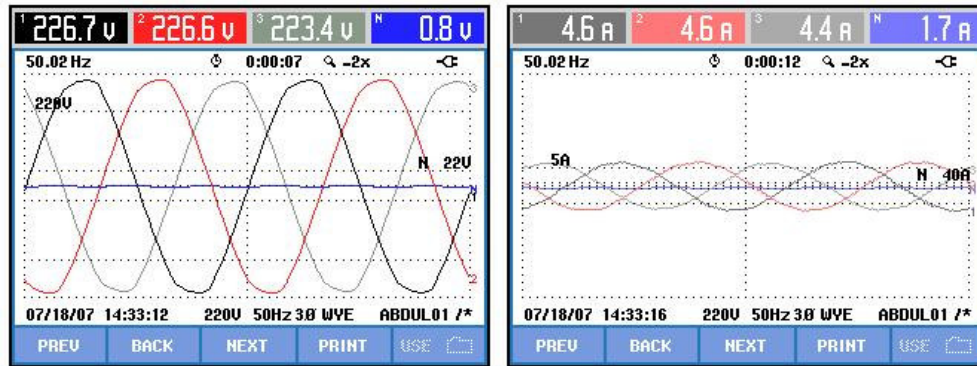 1 226.7 V 2 226.6 V 3 223.4 V N 0.8 V
50.02 Hz 0:00:07 -2x
3
220V
N 22V
N
1
2
07/18/07 14:33:12 220V 50Hz 3Ø WYE ABDUL01 /*
PREV BACK NEXT PRINT USE
1 4.6 A 2 4.6 A 3 4.4 A N 1.7 A
50.02 Hz 0:00:12 -2x
5A
N 40A
07/18/07 14:33:16 220V 50Hz 3Ø WYE ABDUL01 /*
PREV BACK NEXT PRINT USE